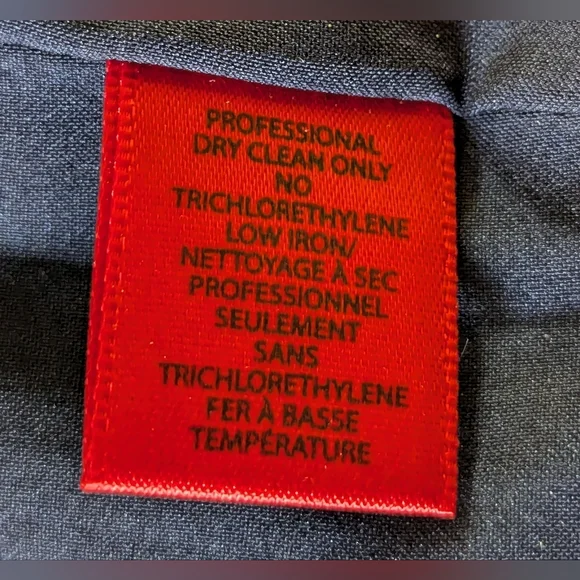 PROFESSIONAL
DRY CLEAN ONLY
NO
TRICHLORETHYLENE
LOW IRON/
NETTOYAGE À SEC
PROFESSIONNEL
SEULEMENT
SANS
TRICHLORETHYLENE
FER À BASSE
TEMPÉRATURE